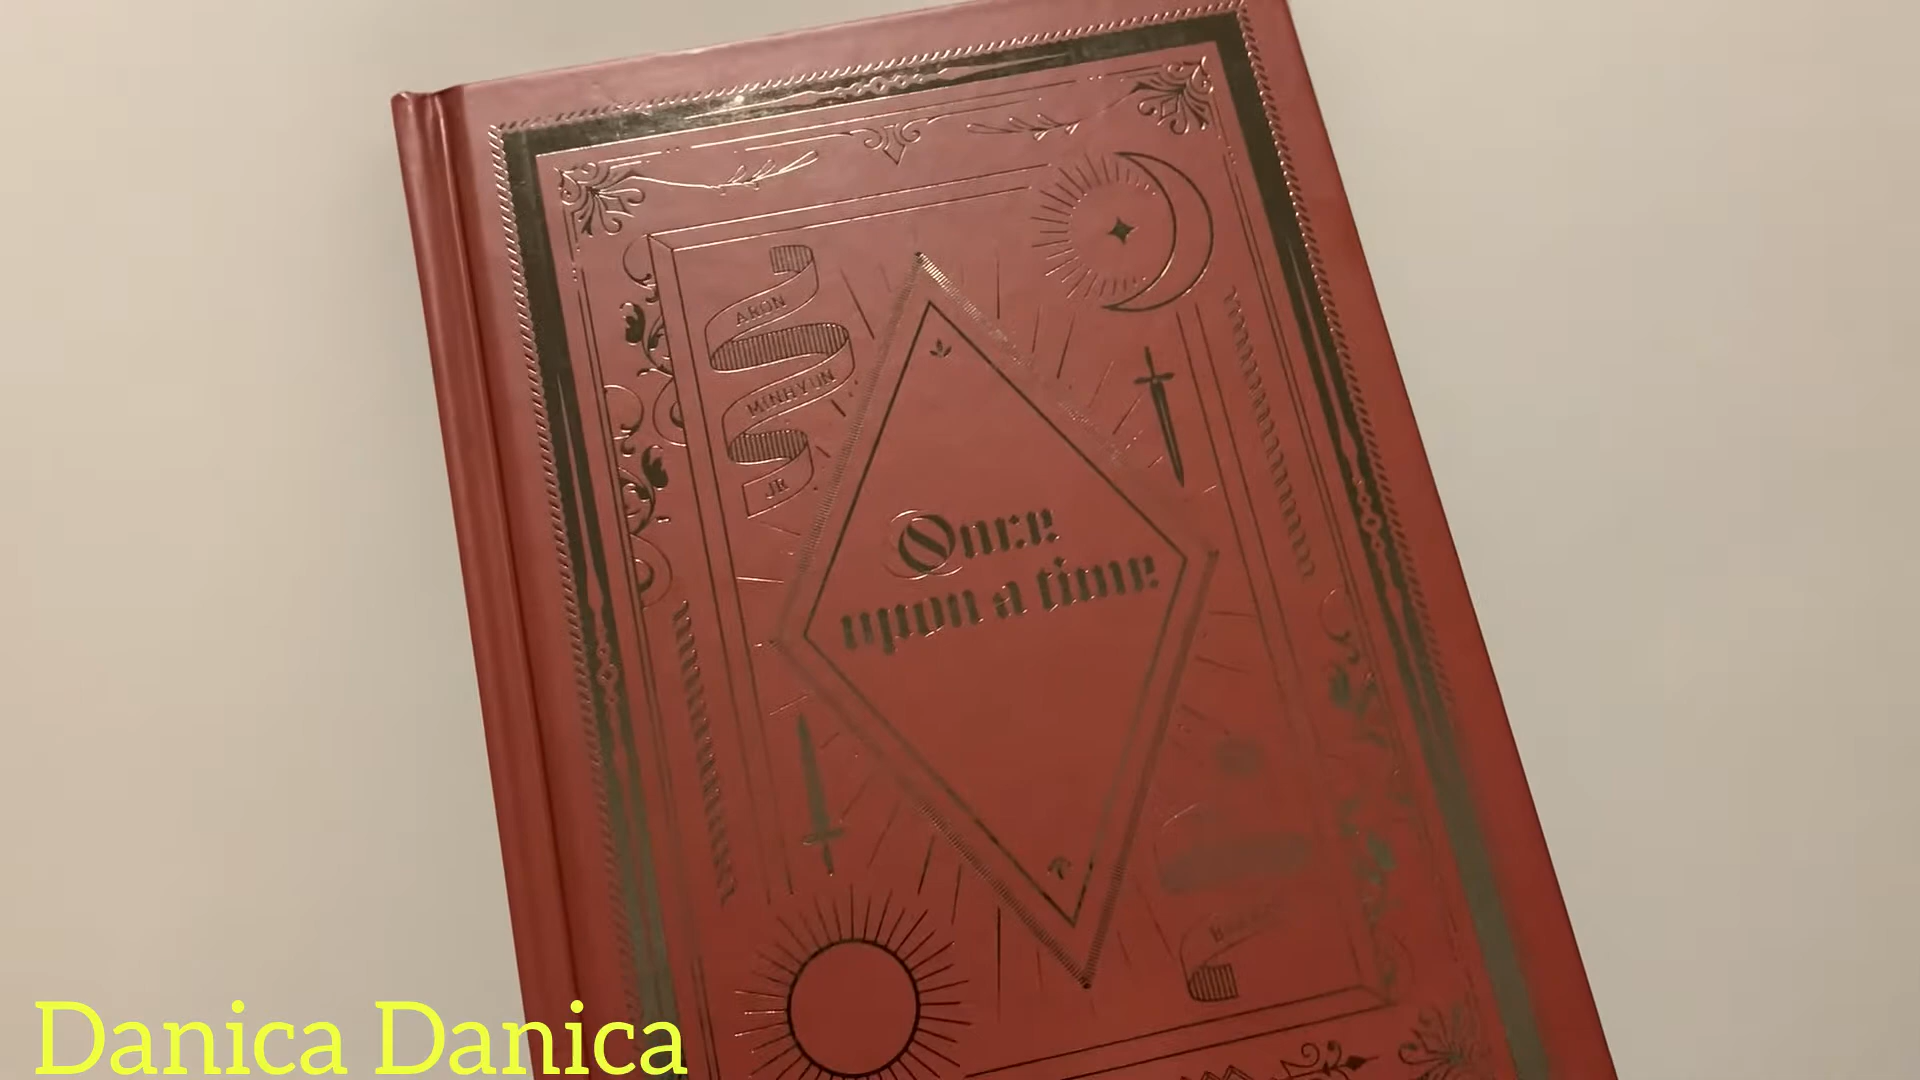 ARON
MINHYUN
JR
Once
upon a time
Danica Danica